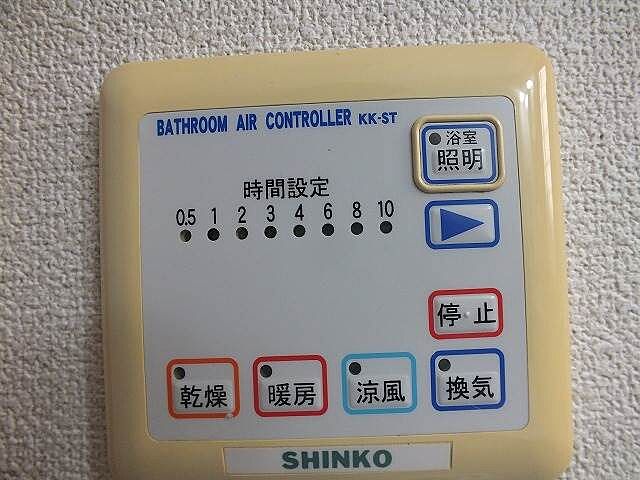 BATHROOM AIR CONTROLLER KK-ST
浴室
照明
時間設定
0.5 1 2 3 4 6 8 10
停止
乾燥 暖房 涼風 換気
SHINKO